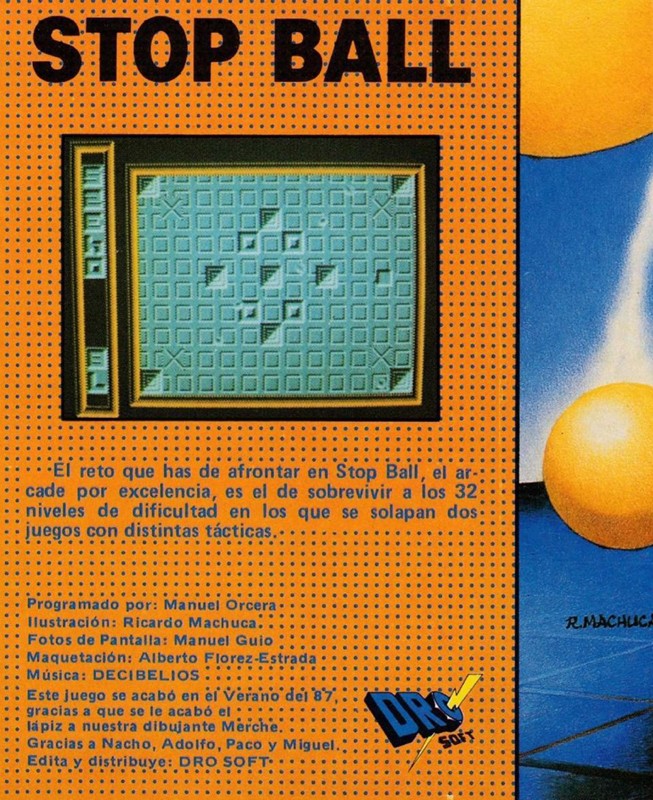 STOP BALL
El reto que has de afrontar en Stop Ball, el ar-
cade por excelencia, es el de sobrevivir a los 32
niveles de dificultad en los que se solapan dos
juegos con distintas tácticas.
Programado por: Manuel Orcera
Ilustración: Ricardo Machuca.
Fotos de Pantalla: Manuel Guio
Maquetación: Alberto Florez-Estrada
Música: DECIBELIOS
Este juego se acabó en el Verano del 87,
gracias a que se le acabó el
lápiz a nuestra dibujante Merche.
Gracias a Nacho, Adolfo, Paco y Miguel.
Edita y distribuye: DRO SOFT
DRO
SOFT
R.MACHUCA